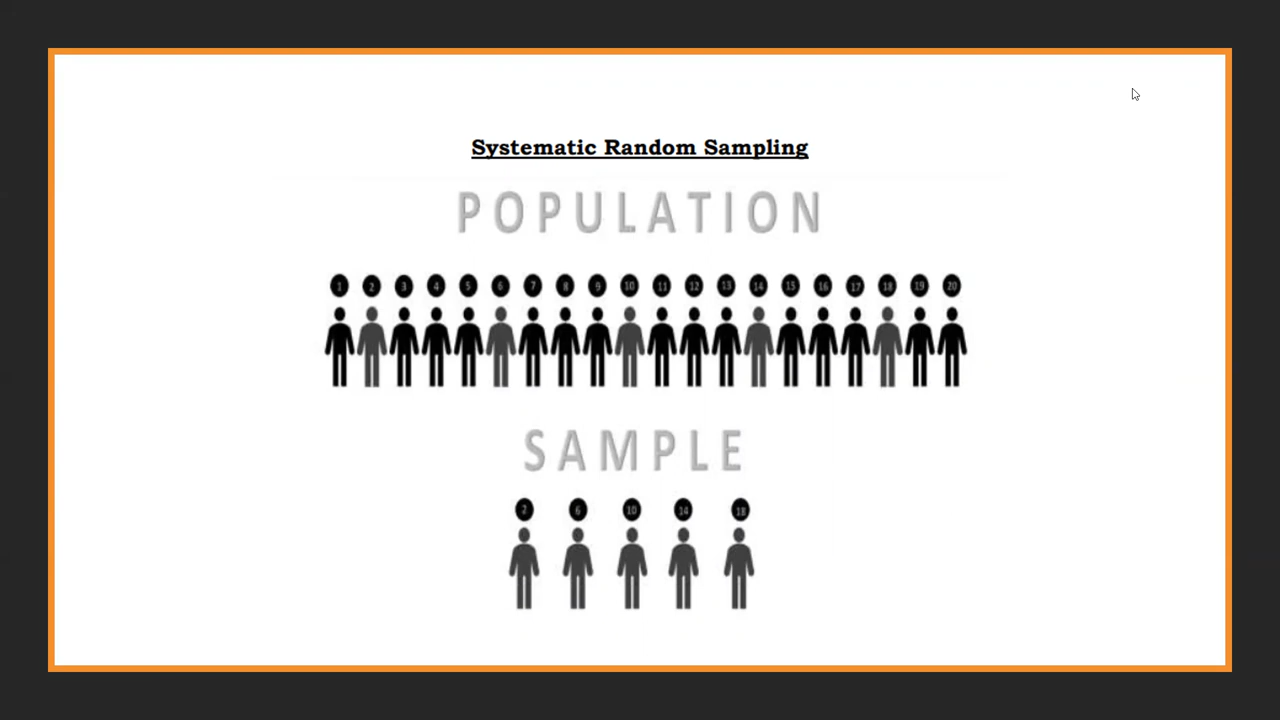 Systematic Random Sampling
POPULATION
1 2 3 4 5 6 7 8 9 10 11 12 13 14 15 16 17 18 19 20
SAMPLE
2 6 10 14 18